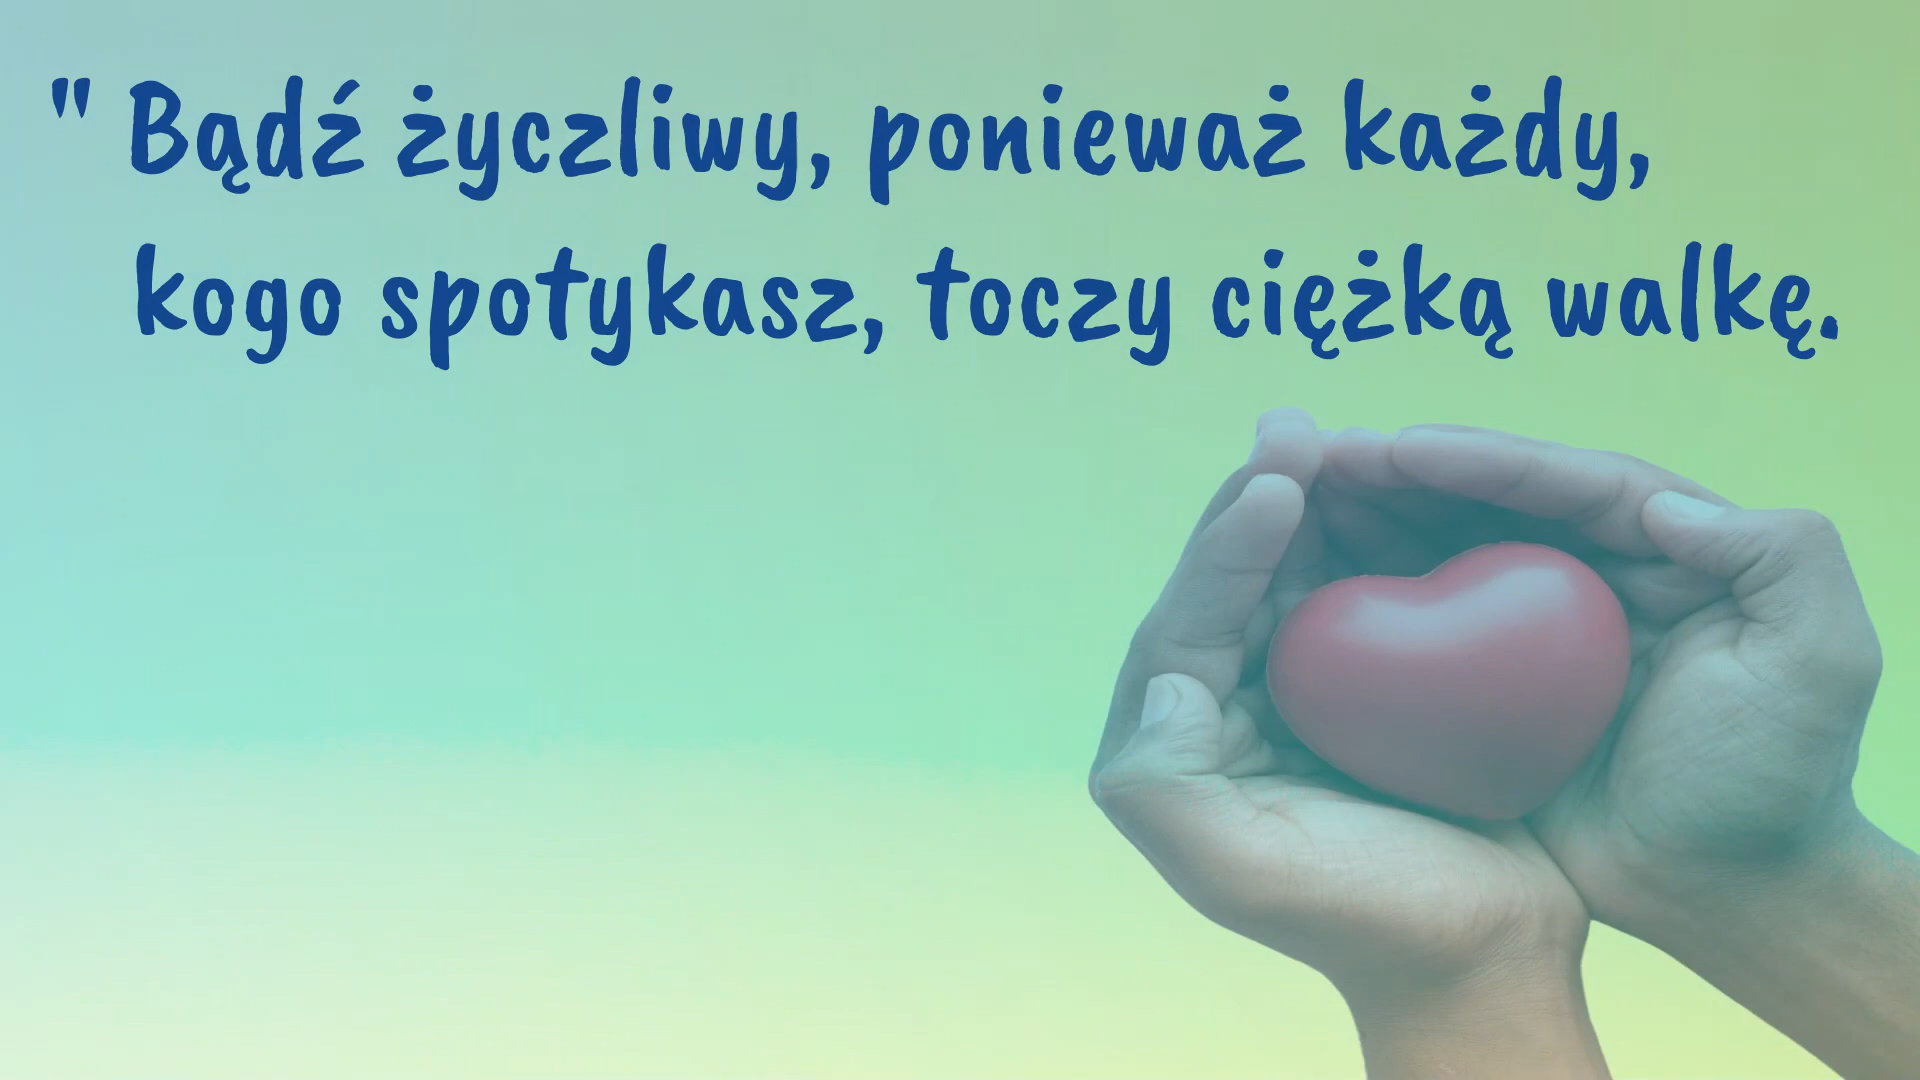 " Bądź życzliwy, ponieważ każdy,
kogo spotykasz, toczy ciężką walkę.